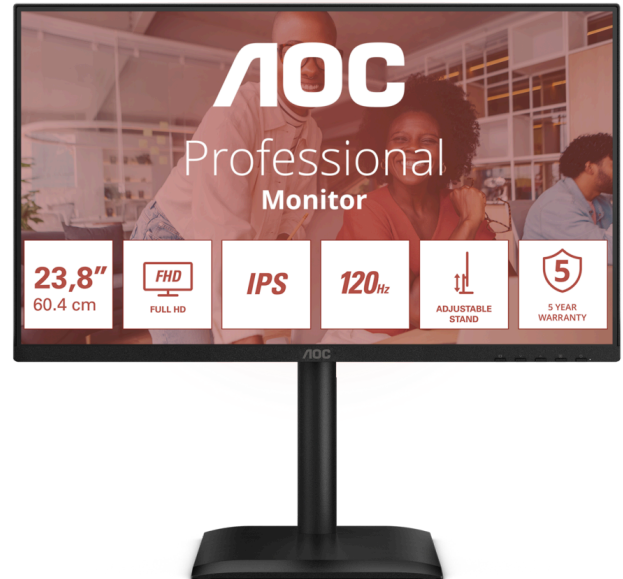 AOC
Professional
Monitor
23,8”
60.4 cm
FHD
FULL HD
IPS
120Hz
ADJUSTABLE
STAND
5
5 YEAR
WARRANTY
AOC